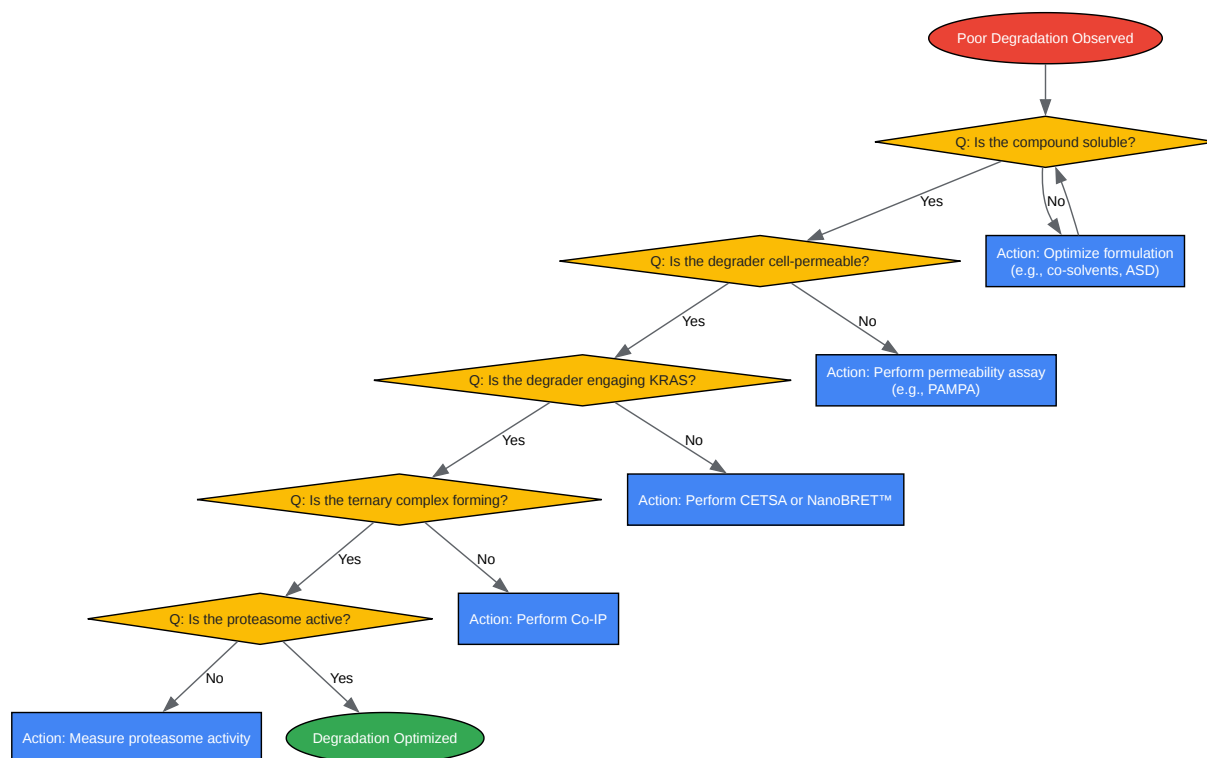 Poor Degradation Observed
Q: Is the compound soluble?
Yes
No
Action: Optimize formulation
(e.g., co-solvents, ASD)
Q: Is the degrader cell-permeable?
Yes
No
Action: Perform permeability assay
(e.g., PAMPA)
Q: Is the degrader engaging KRAS?
Yes
No
Action: Perform CETSA or NanoBRET™
Q: Is the ternary complex forming?
Yes
No
Action: Perform Co-IP
Q: Is the proteasome active?
No
Yes
Action: Measure proteasome activity
Degradation Optimized